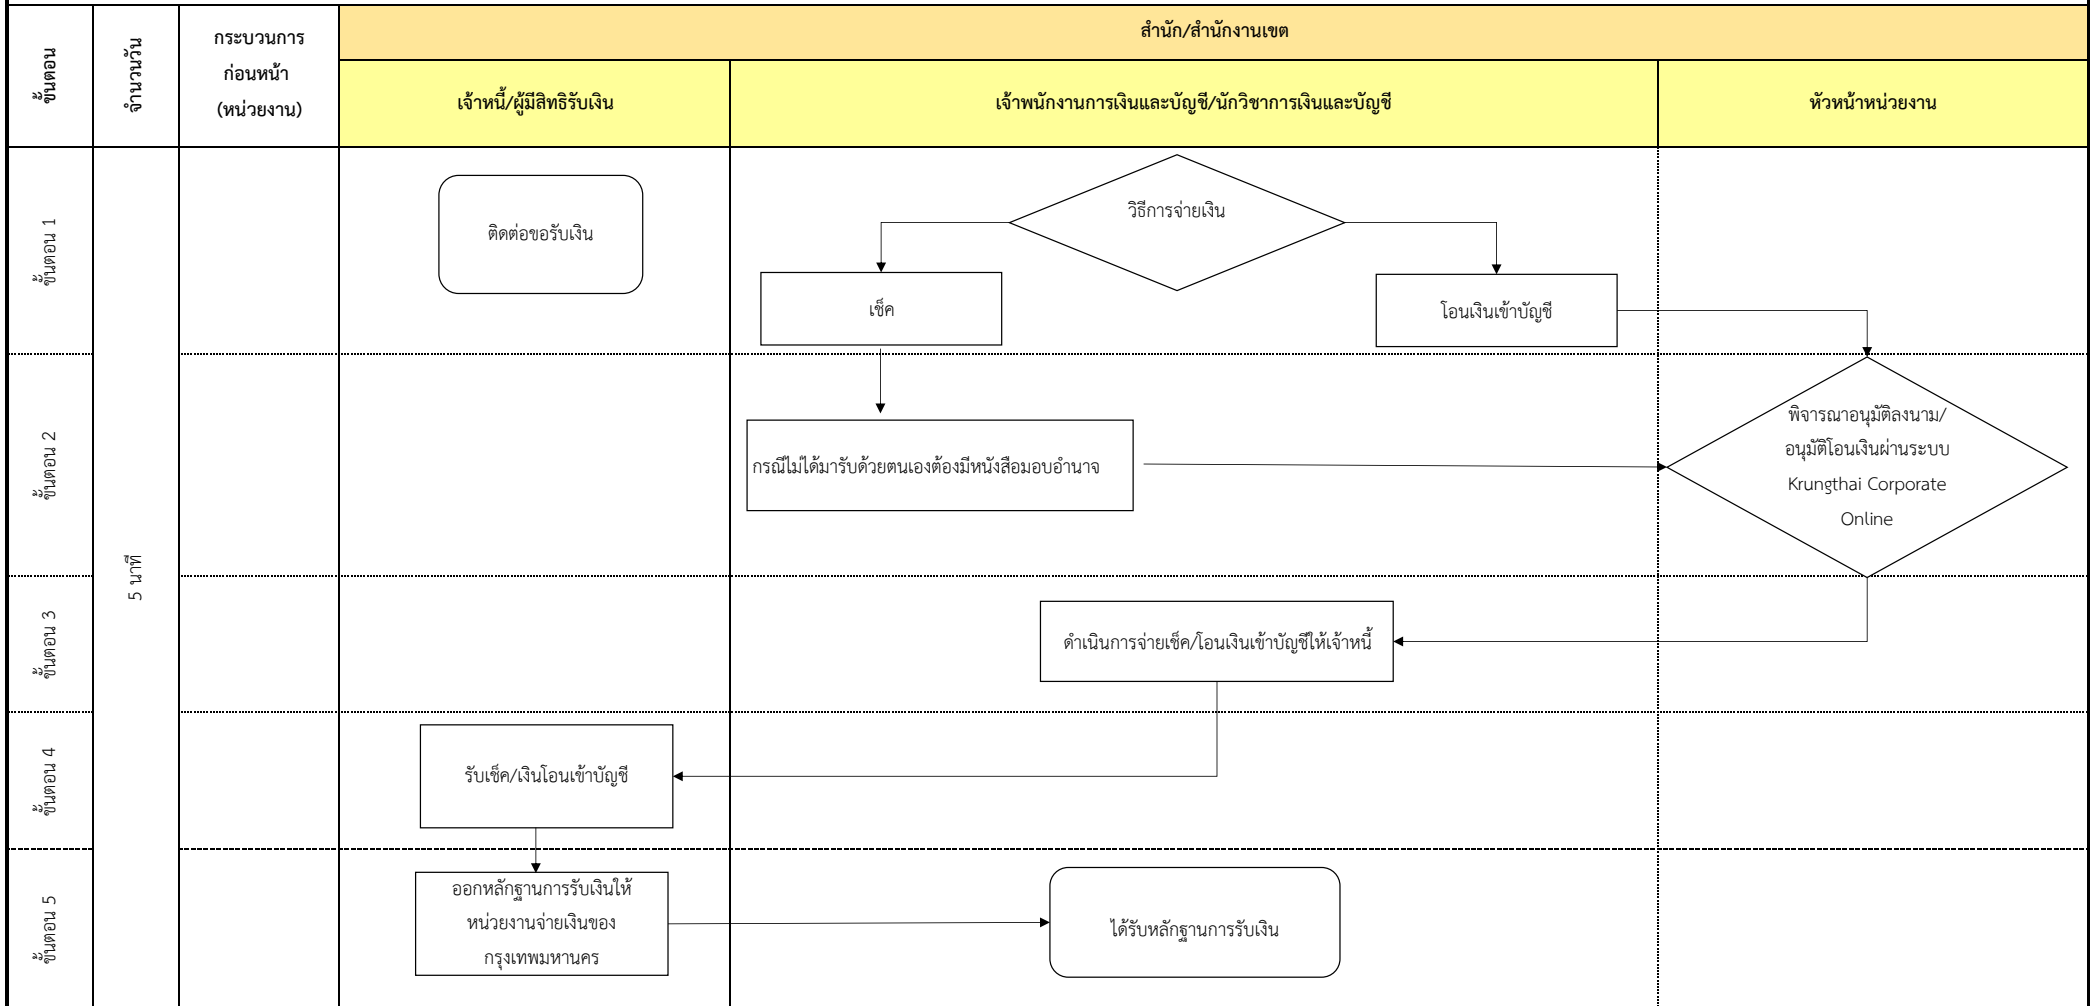 ขั้นตอน
จำนวนวัน
กระบวนการ
ก่อนหน้า
(หน่วยงาน)
สำนัก/สำนักงานเขต
เจ้าหนี้/ผู้มีสิทธิรับเงิน
เจ้าพนักงานการเงินและบัญชี/นักวิชาการเงินและบัญชี
หัวหน้าหน่วยงาน
ขั้นตอน 1
5 นาที
ติดต่อขอรับเงิน
วิธีการจ่ายเงิน
เช็ค
โอนเงินเข้าบัญชี
ขั้นตอน 2
กรณีไม่ได้มารับด้วยตนเองต้องมีหนังสือมอบอำนาจ
พิจารณาอนุมัติลงนาม/
อนุมัติโอนเงินผ่านระบบ
Krungthai Corporate
Online
ขั้นตอน 3
ดำเนินการจ่ายเช็ค/โอนเงินเข้าบัญชีให้เจ้าหนี้
ขั้นตอน 4
รับเช็ค/เงินโอนเข้าบัญชี
ขั้นตอน 5
ออกหลักฐานการรับเงินให้
หน่วยงานจ่ายเงินของ
กรุงเทพมหานคร
ได้รับหลักฐานการรับเงิน